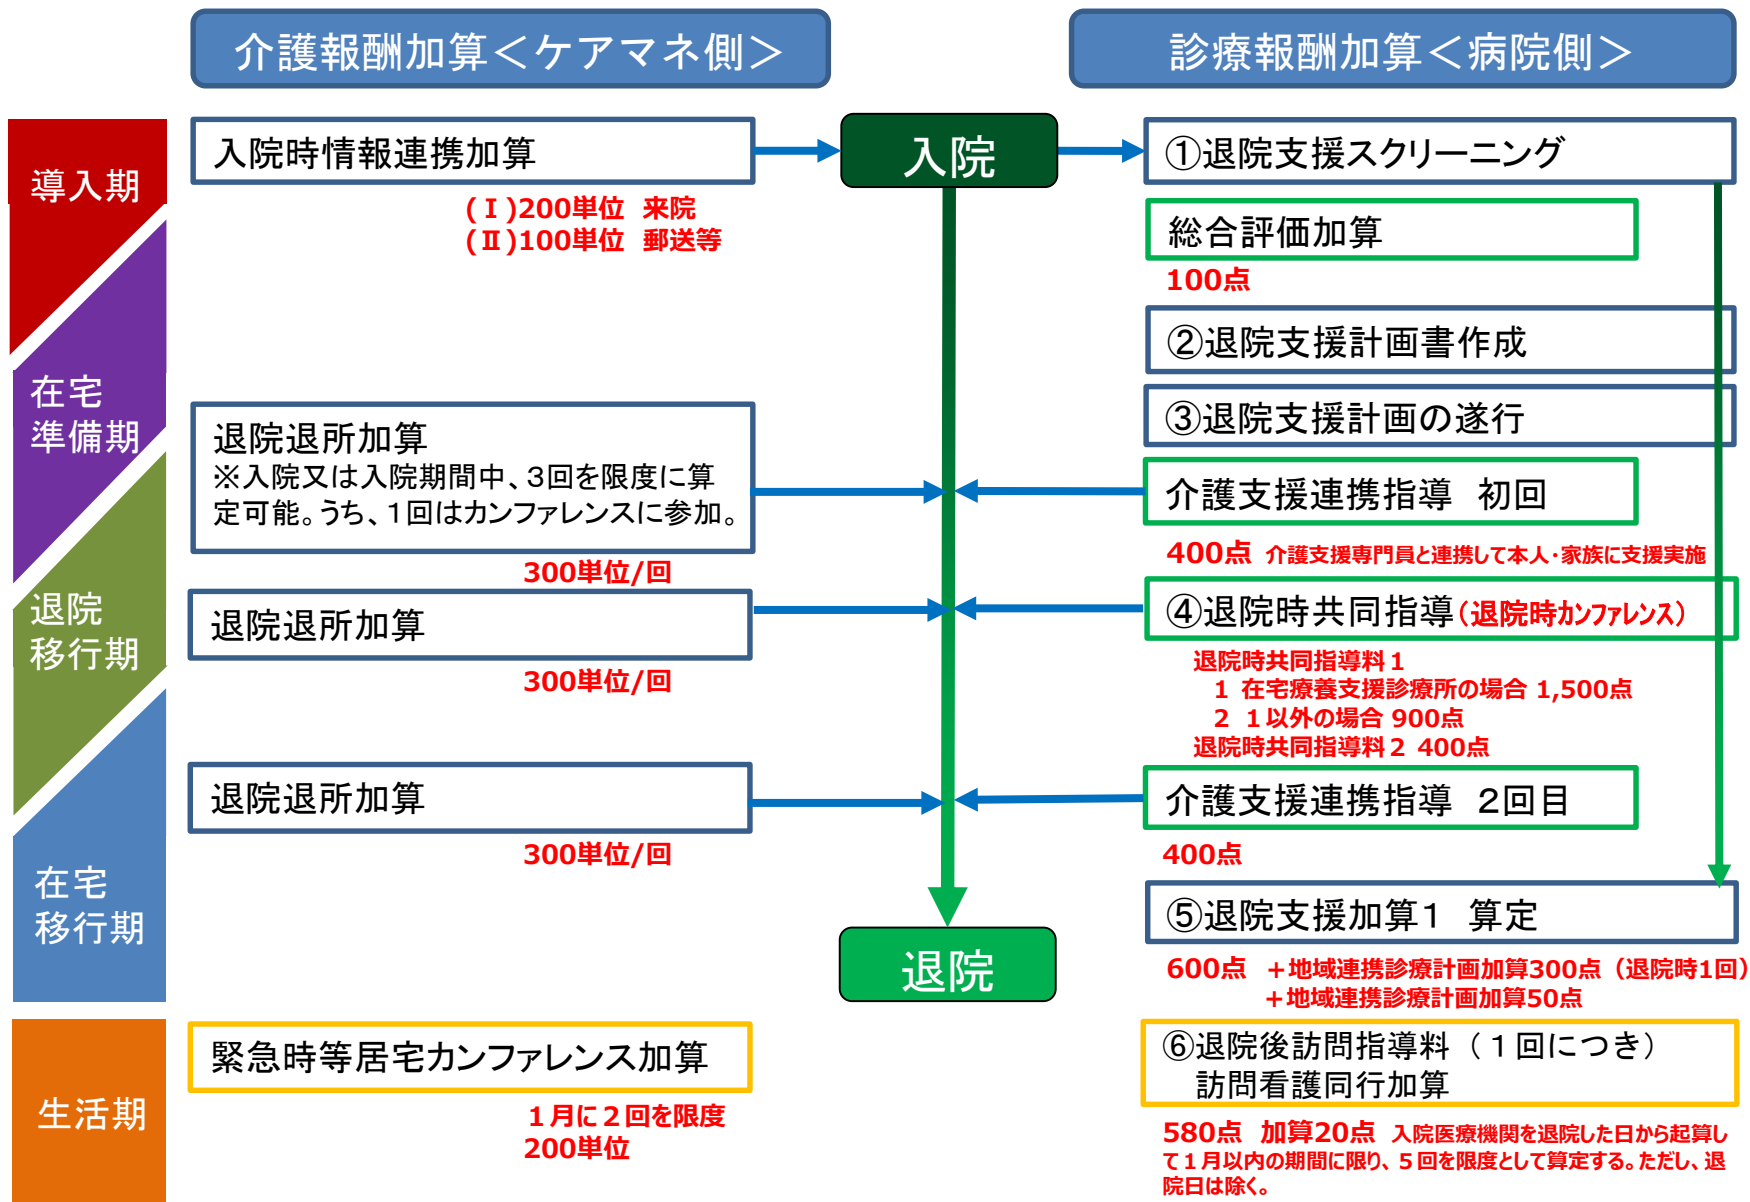 介護報酬加算＜ケアマネ側＞
診療報酬加算＜病院側＞
導入期
在宅
準備期
退院
移行期
在宅
移行期
生活期
入院時情報連携加算
(Ⅰ)200単位 来院
(Ⅱ)100単位 郵送等
退院退所加算
※入院又は入院期間中、3回を限度に算
定可能。うち、1回はカンファレンスに参加。
300単位/回
退院退所加算
300単位/回
退院退所加算
300単位/回
緊急時等居宅カンファレンス加算
１月に２回を限度
200単位
入院
退院
①退院支援スクリーニング
総合評価加算
100点
②退院支援計画書作成
③退院支援計画の遂行
介護支援連携指導 初回
400点 介護支援専門員と連携して本人・家族に支援実施
④退院時共同指導（退院時カンファレンス）
退院時共同指導料１
１ 在宅療養支援診療所の場合 1,500点
２ １以外の場合 900点
退院時共同指導料２ 400点
介護支援連携指導 2回目
400点
⑤退院支援加算1 算定
600点 ＋地域連携診療計画加算300点（退院時1回）
＋地域連携診療計画加算50点
⑥退院後訪問指導料（１回につき）
訪問看護同行加算
580点 加算20点 入院医療機関を退院した日から起算し
て１月以内の期間に限り、５回を限度として算定する。ただし、退
院日は除く。